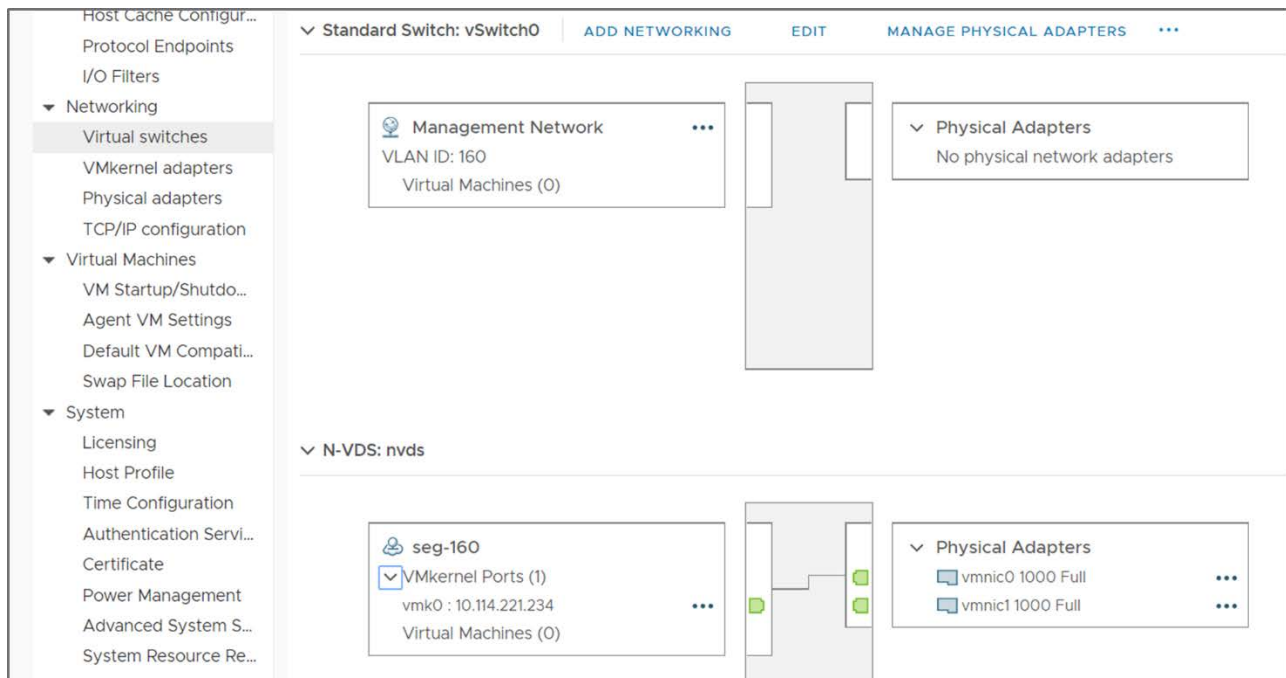 Host Cache Configur...
Protocol Endpoints
I/O Filters
Networking
Virtual switches
VMkernel adapters
Physical adapters
TCP/IP configuration
Virtual Machines
VM Startup/Shutdo...
Agent VM Settings
Default VM Compati...
Swap File Location
System
Licensing
Host Profile
Time Configuration
Authentication Servi...
Certificate
Power Management
Advanced System S...
System Resource Re...
Standard Switch: vSwitch0 ADD NETWORKING EDIT MANAGE PHYSICAL ADAPTERS ...
Management Network ...
VLAN ID: 160
Virtual Machines (0)
Physical Adapters
No physical network adapters
N-VDS: nvds
seg-160
VMkernel Ports (1)
vmk0 : 10.114.221.234 ...
Virtual Machines (0)
Physical Adapters
vmnic0 1000 Full ...
vmnic1 1000 Full ...